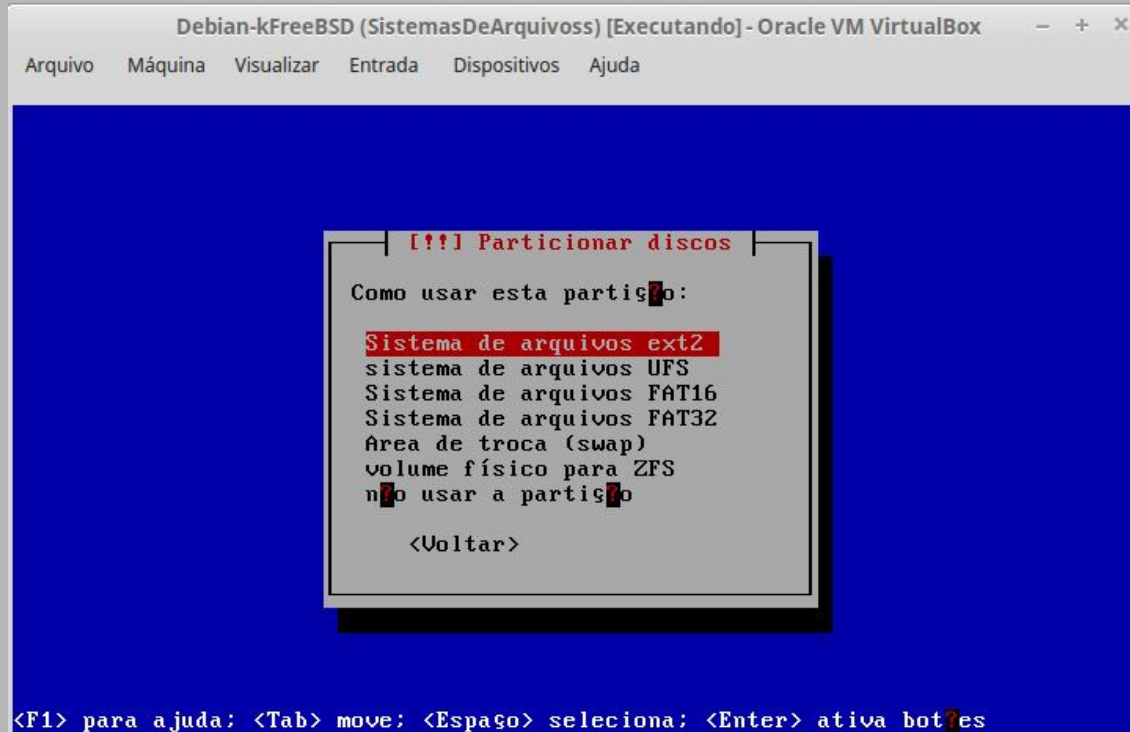 Debian-kFreeBSD (SistemasDeArquivoss) [Executando] - Oracle VM VirtualBox
Arquivo Máquina Visualizar Entrada Dispositivos Ajuda
[!!] Particionar discos
Como usar esta partiç?o:
Sistema de arquivos ext2
sistema de arquivos UFS
Sistema de arquivos FAT16
Sistema de arquivos FAT32
Area de troca (swap)
volume físico para ZFS
n?o usar a partiç?o
<Voltar>
<F1> para ajuda; <Tab> move; <Espaço> seleciona; <Enter> ativa bot?es